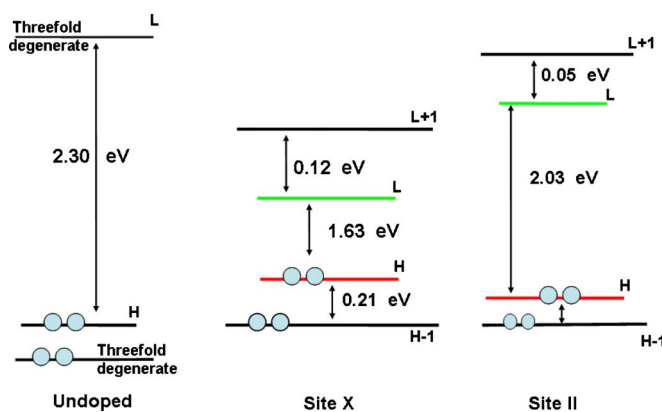 Threefold
degenerate
L
2.30 eV
H
Threefold
degenerate
Undoped
L+1
0.12 eV
L
1.63 eV
H
0.21 eV
H-1
Site X
L+1
0.05 eV
L
2.03 eV
H
H-1
Site II